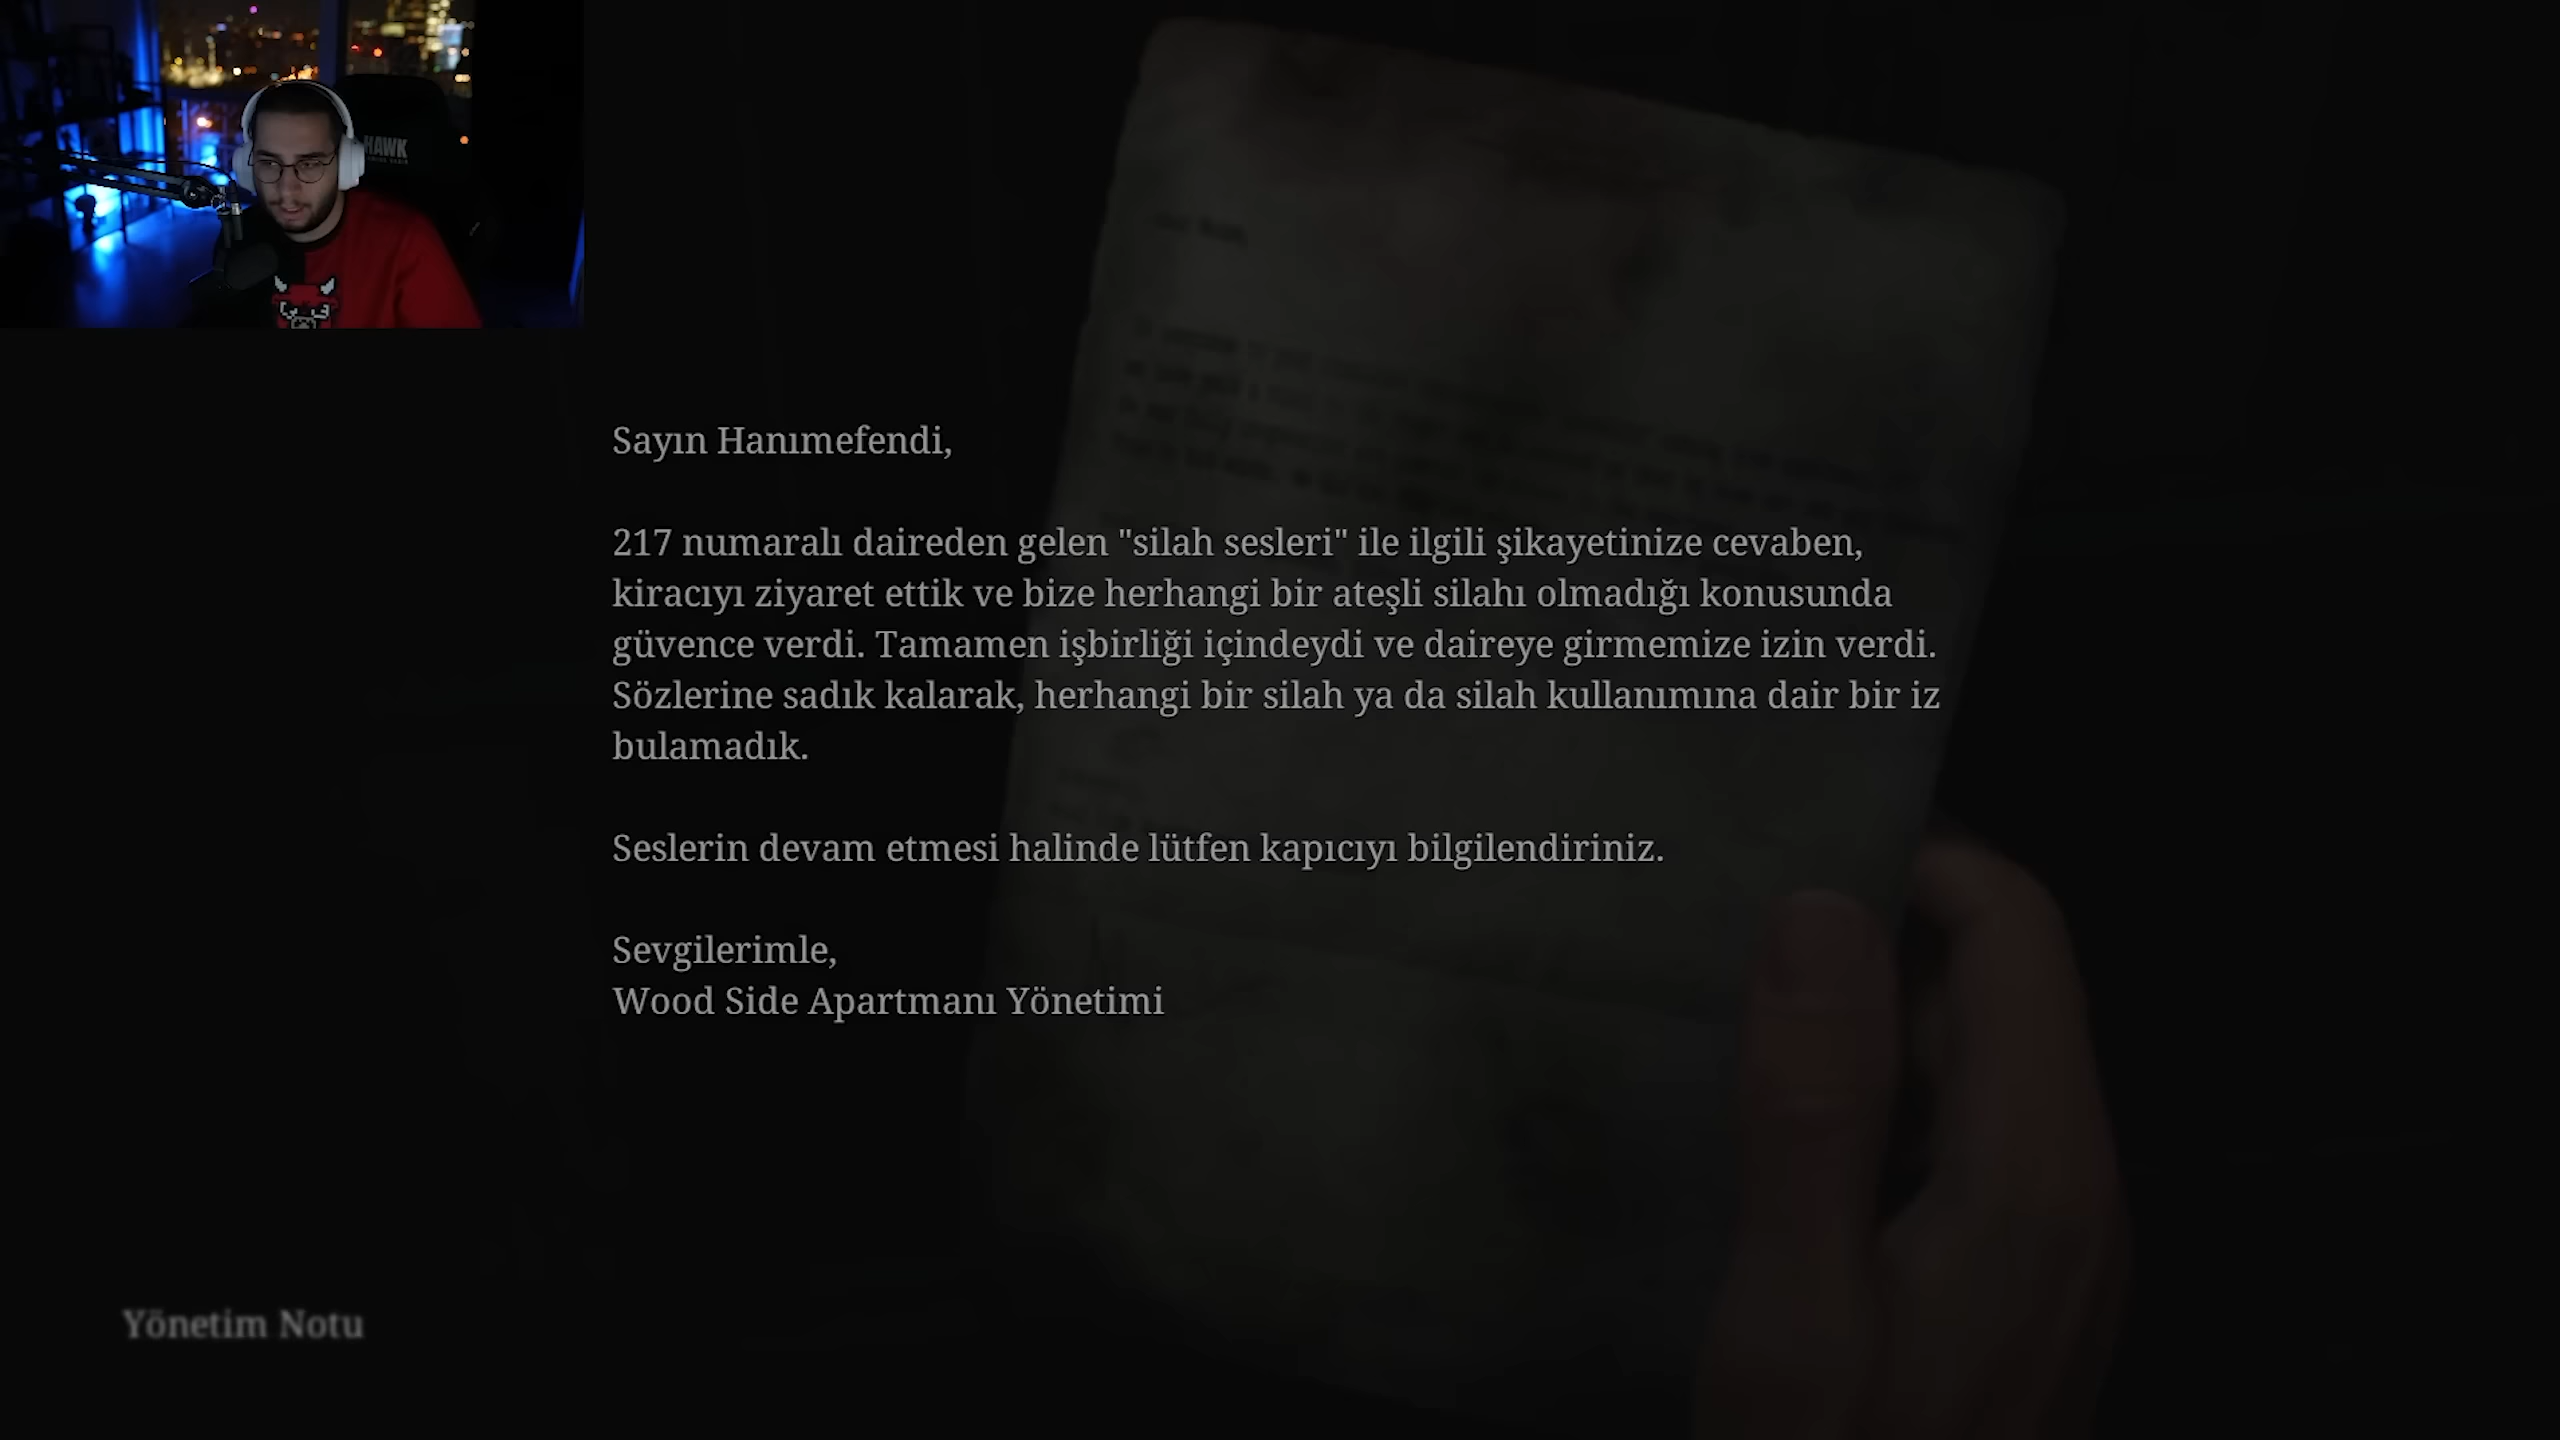 HAWK
Sayın Hanımefendi,
217 numaralı daireden gelen "silah sesleri" ile ilgili şikayetinize cevaben,
kiracıyı ziyaret ettik ve bize herhangi bir ateşli silahı olmadığı konusunda
güvence verdi. Tamamen işbirliği içindeydi ve daireye girmemize izin verdi.
Sözlerine sadık kalarak, herhangi bir silah ya da silah kullanımına dair bir iz
bulamadık.
Seslerin devam etmesi halinde lütfen kapıcıyı bilgilendiriniz.
Sevgilerimle,
Wood Side Apartmanı Yönetimi
Yönetim Notu